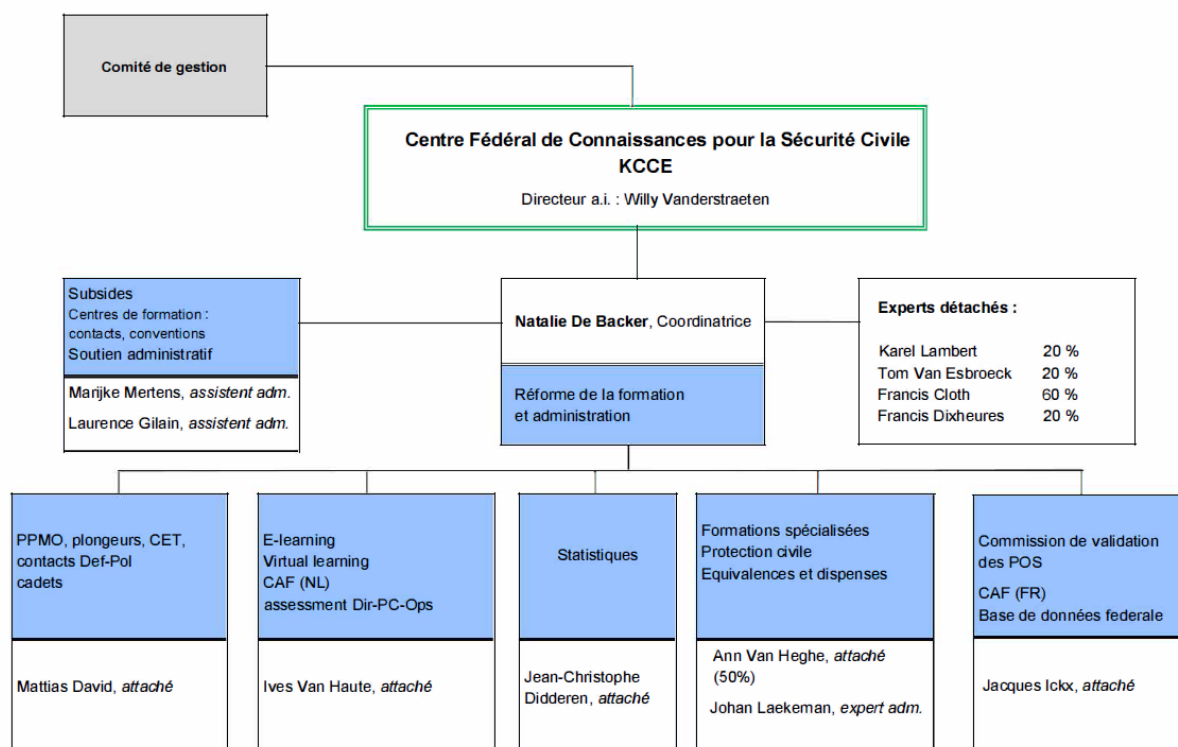 Comité de gestion
Centre Fédéral de Connaissances pour la Sécurité Civile
KCCE
Directeur a.i. : Willy Vanderstraeten
Subsides
Centres de formation :
contacts, conventions
Soutien administratif
Marijke Mertens, assistent adm.
Laurence Gilain, assistent adm.
Natalie De Backer, Coordinatrice
Réforme de la formation
et administration
Experts détachés :
Karel Lambert 20 %
Tom Van Esbroeck 20 %
Francis Cloth 60 %
Francis Dixheures 20 %
PPMO, plongeurs, CET,
contacts Def-Pol
cadets
Mattias David, attaché
E-learning
Virtual learning
CAF (NL)
assessment Dir-PC-Ops
Ives Van Haute, attaché
Statistiques
Jean-Christophe
Didderen, attaché
Formations spécialisées
Protection civile
Equivalences et dispenses
Ann Van Heghe, attaché
(50%)
Johan Laekeman, expert adm.
Commission de validation
des POS
CAF (FR)
Base de données federale
Jacques Ickx, attaché